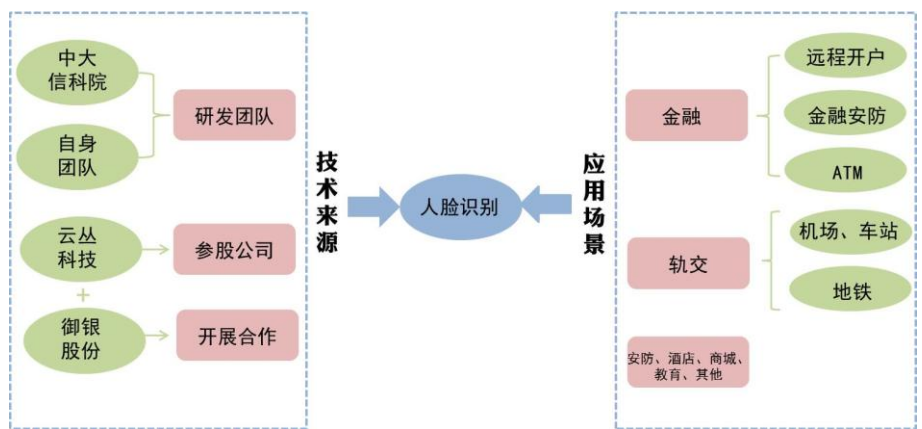 中大
信科院
自身
团队
研发团队
云丛
科技
+
御银
股份
参股公司
开展合作
技术来源
人脸识别
应用场景
金融
远程开户
金融安防
ATM
轨交
机场、车站
地铁
安防、酒店、商城、
教育、其他